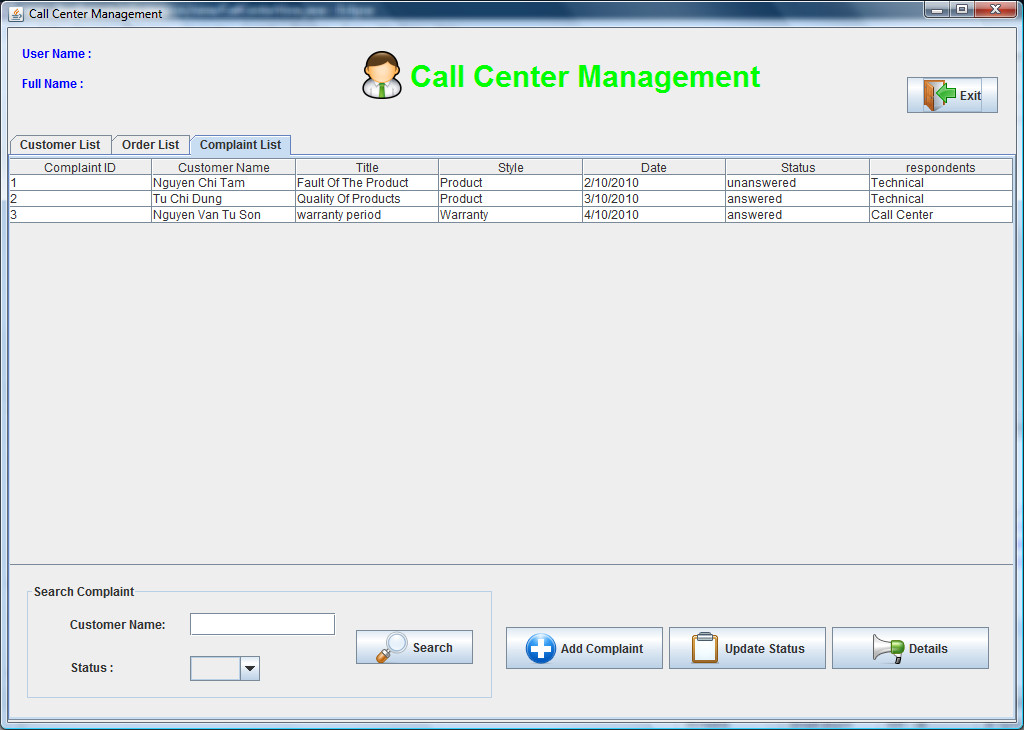 Call Center Management
User Name :
Full Name :
Call Center Management
Exit
Customer List Order List Complaint List
Complaint ID Customer Name Title Style Date Status respondents
1 Nguyen Chi Tam Fault Of The Product Product 2/10/2010 unanswered Technical
2 Tu Chi Dung Quality Of Products Product 3/10/2010 answered Technical
3 Nguyen Van Tu Son warranty period Warranty 4/10/2010 answered Call Center
Search Complaint
Customer Name:
Status :
Search
Add Complaint
Update Status
Details